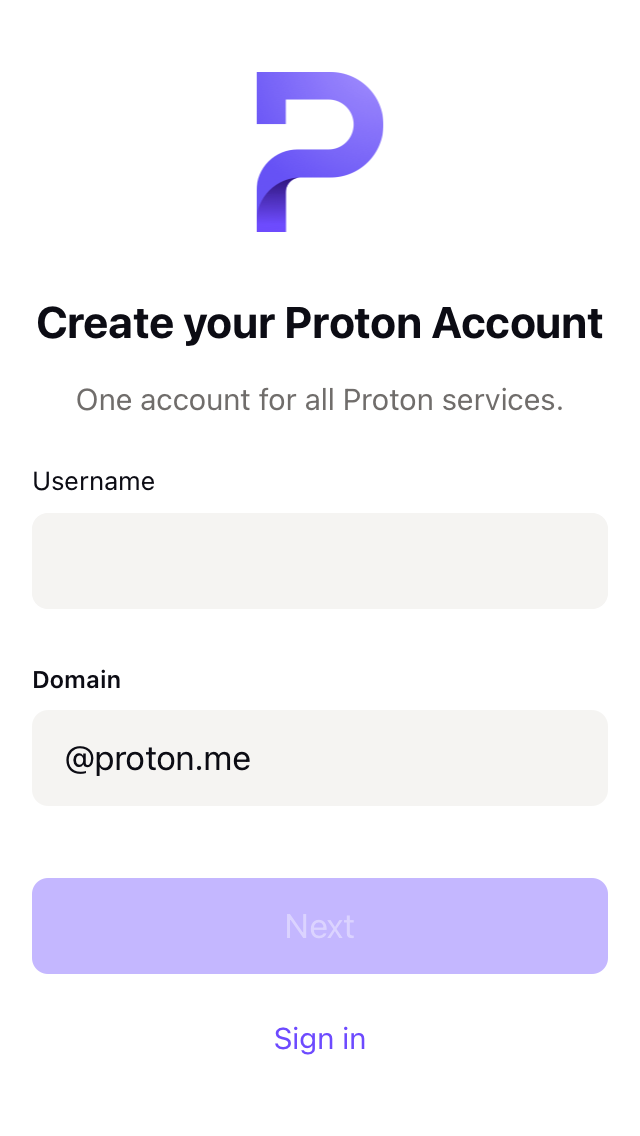 Create your Proton Account
One account for all Proton services.
Username
Domain
@proton.me
Next
Sign in